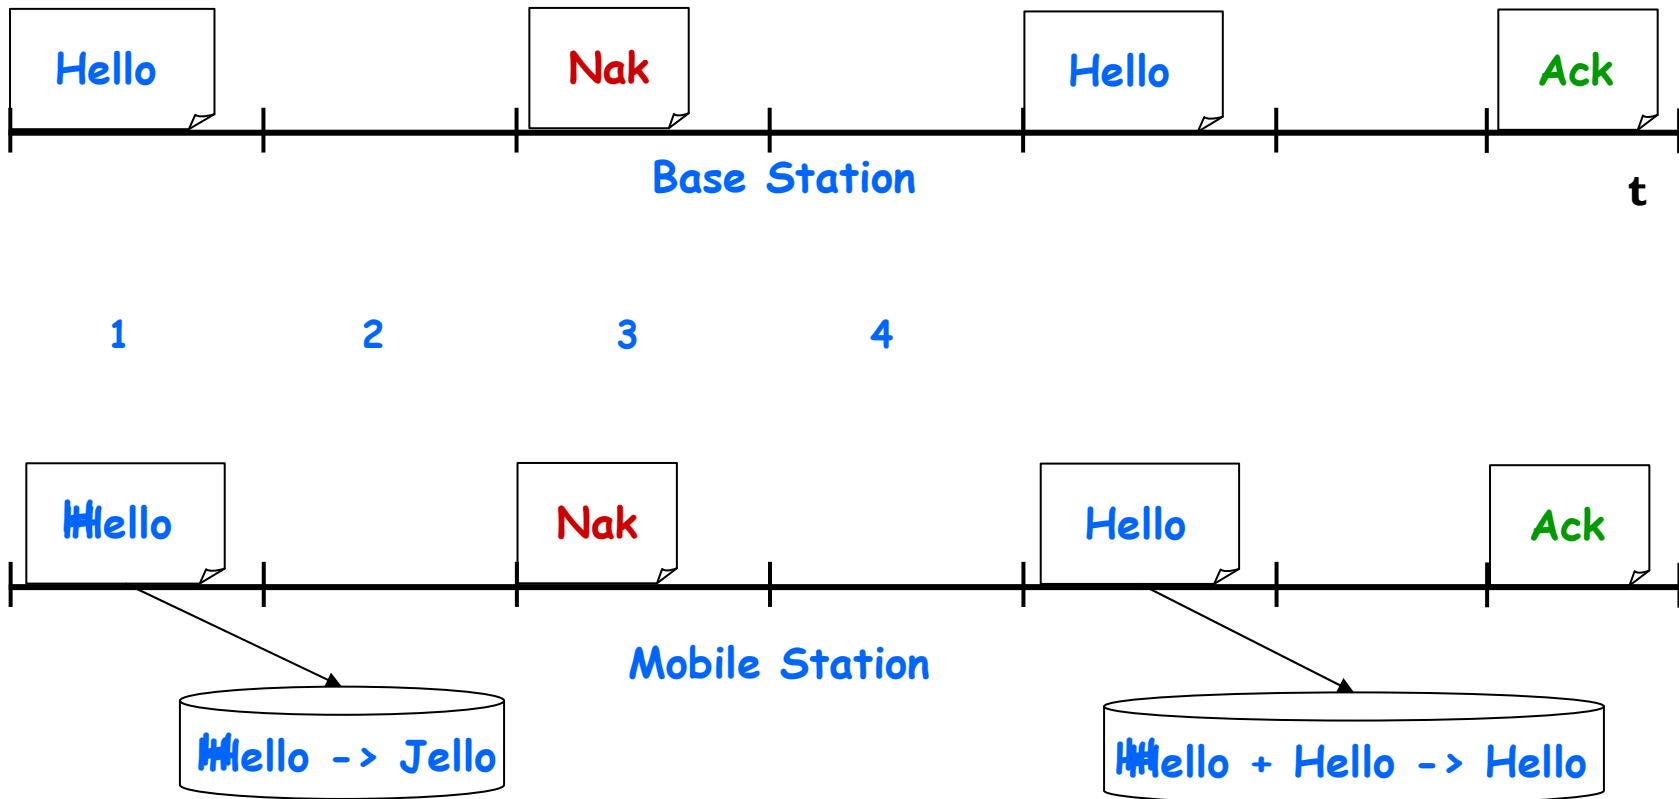 Hello Nak Hello Ack
Base Station
t
1 2 3 4
Hello Nak Hello Ack
Mobile Station
Hello -> Jello
Hello + Hello -> Hello